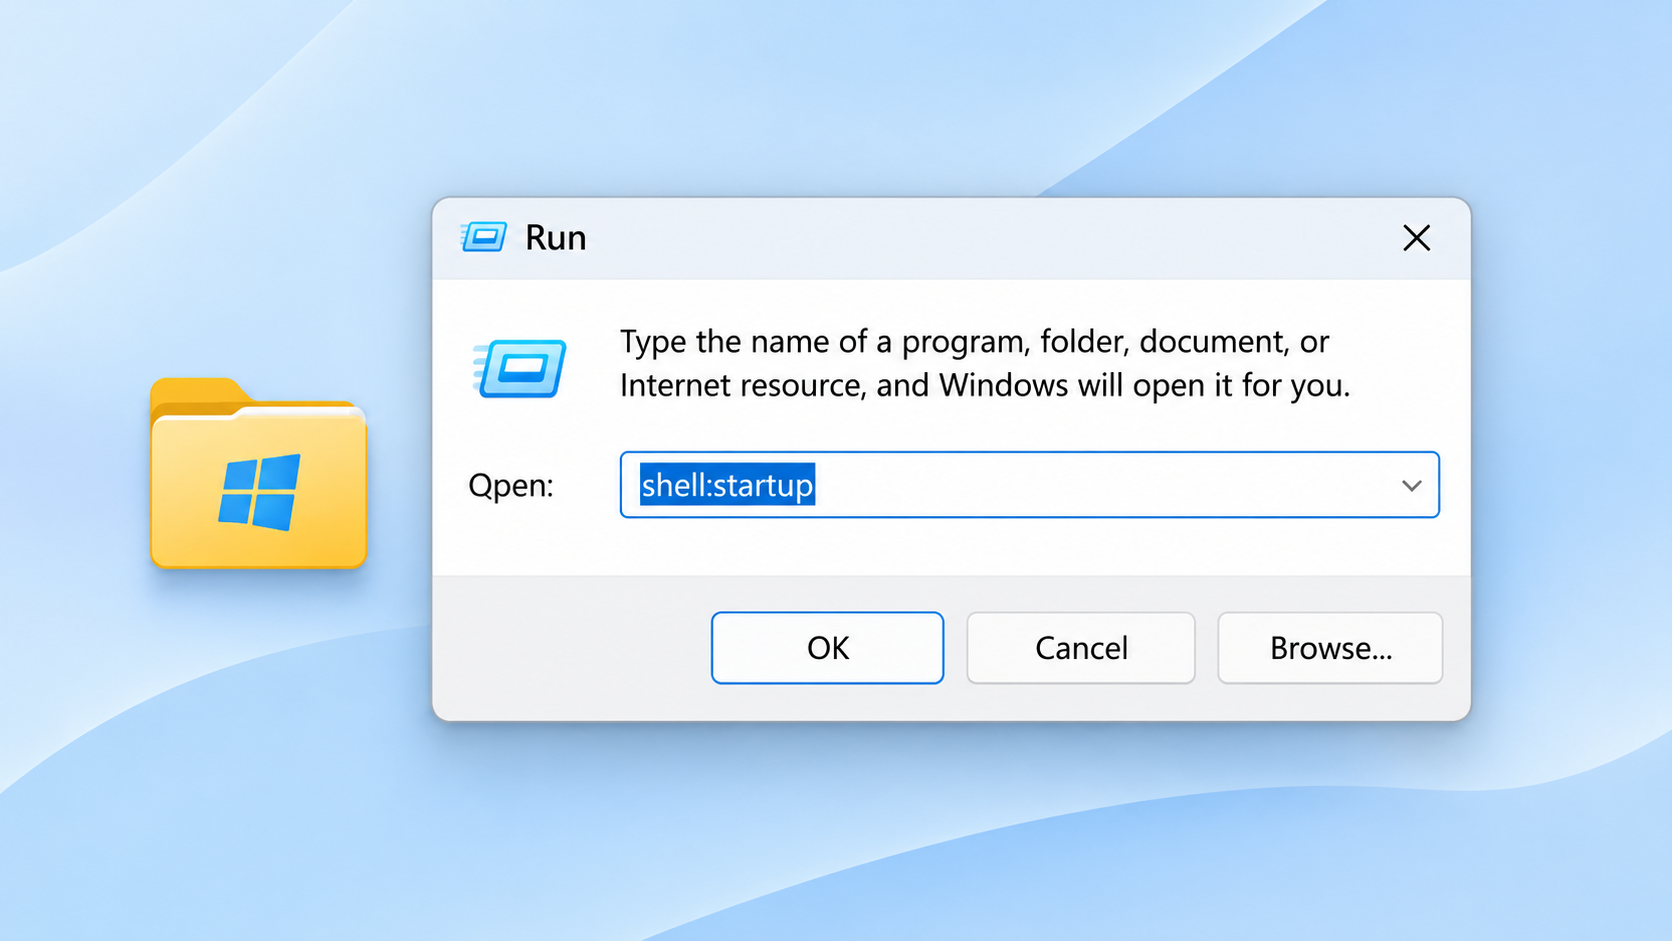 Run
Type the name of a program, folder, document, or
Internet resource, and Windows will open it for you.
Open: shell:startup
OK Cancel Browse...